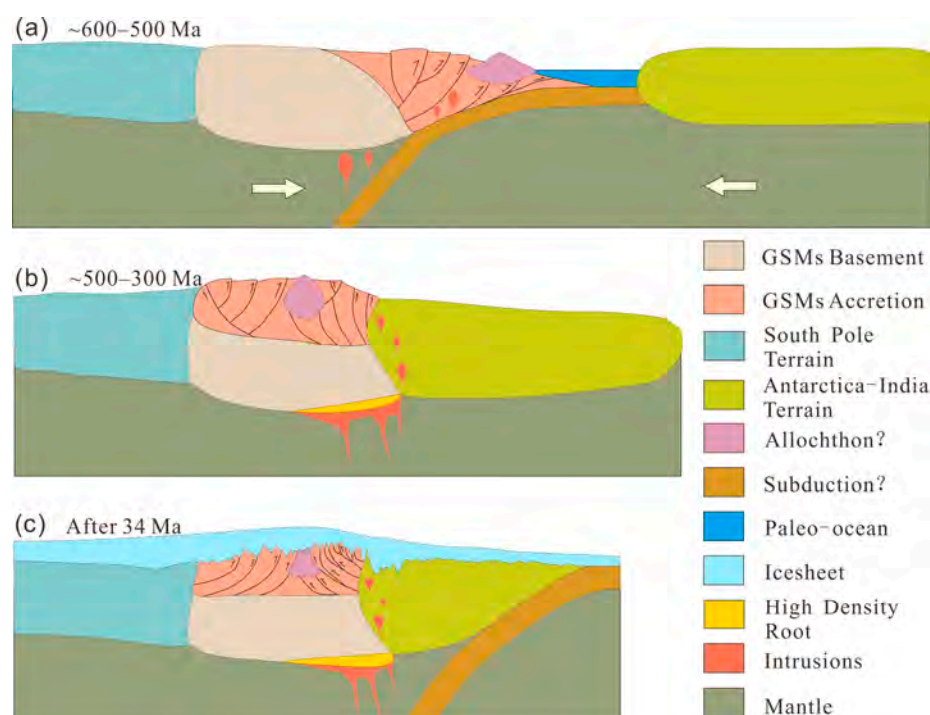 (a) ~600–500 Ma
(b) ~500–300 Ma
(c) After 34 Ma
GSMs Basement
GSMs Accretion
South Pole
Terrain
Antarctica–India
Terrain
Allochthon?
Subduction?
Paleo-ocean
Icesheet
High Density
Root
Intrusions
Mantle